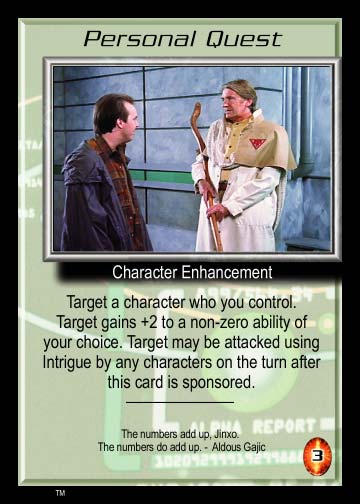 Personal Quest
Character Enhancement
Target a character who you control.
Target gains +2 to a non-zero ability of
your choice. Target may be attacked using
Intrigue by any characters on the turn after
this card is sponsored.
ALPHA REPORT
The numbers add up, Jinxo.
The numbers do add up. - Aldous Gajic
3
TM